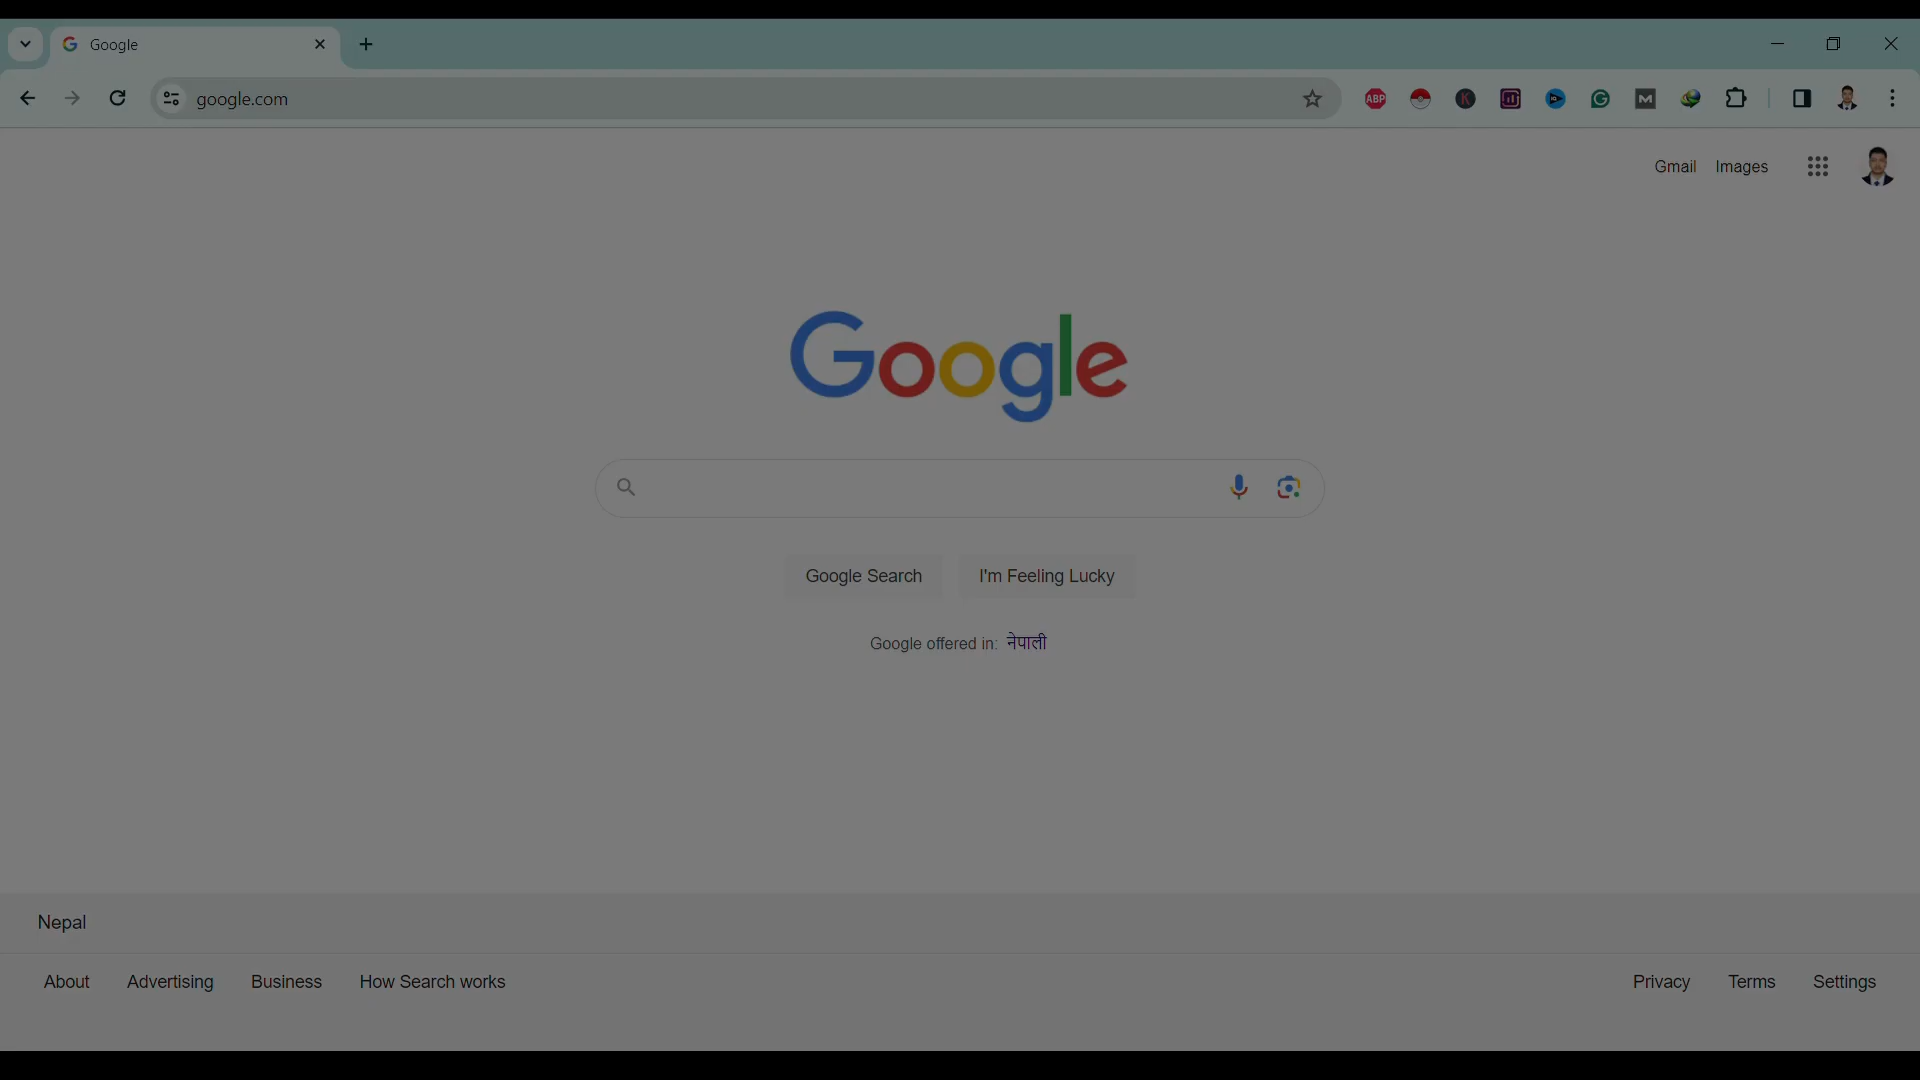 Google
google.com
ABP
Gmail Images
Google
Google Search I'm Feeling Lucky
Google offered in: नेपाली
Nepal
About Advertising Business How Search works Privacy Terms Settings